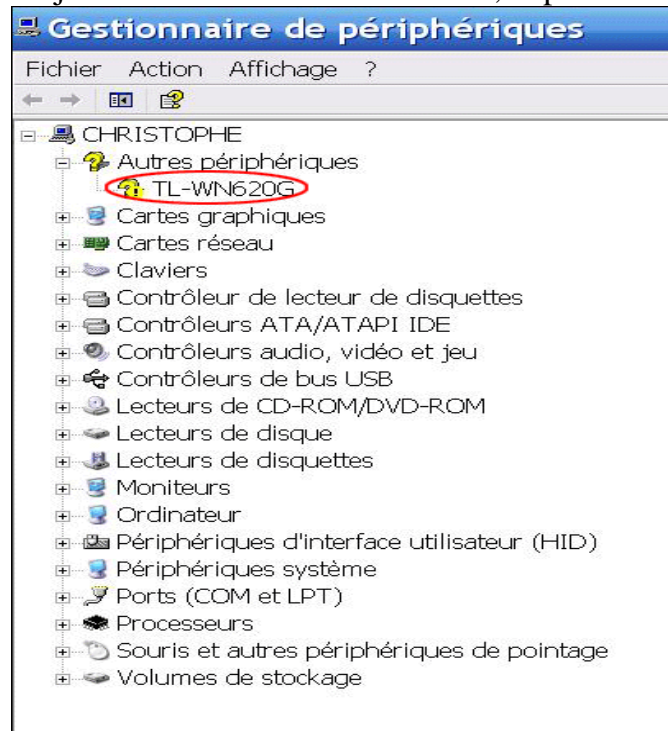 Gestionnaire de périphériques
Fichier Action Affichage ?
CHRISTOPHE
Autres périphériques
TL-WN620G
Cartes graphiques
Cartes réseau
Claviers
Contrôleur de lecteur de disquettes
Contrôleurs ATA/ATAPI IDE
Contrôleurs audio, vidéo et jeu
Contrôleurs de bus USB
Lecteurs de CD-ROM/DVD-ROM
Lecteurs de disque
Lecteurs de disquettes
Moniteurs
Ordinateur
Périphériques d'interface utilisateur (HID)
Périphériques système
Ports (COM et LPT)
Processeurs
Souris et autres périphériques de pointage
Volumes de stockage